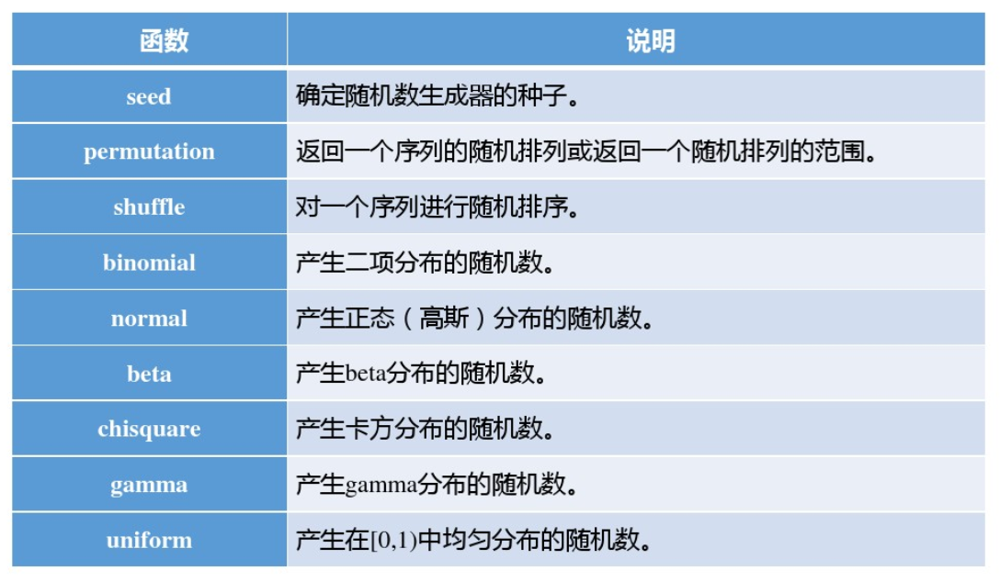 函数 说明
seed 确定随机数生成器的种子。
permutation 返回一个序列的随机排列或返回一个随机排列的范围。
shuffle 对一个序列进行随机排序。
binomial 产生二项分布的随机数。
normal 产生正态（高斯）分布的随机数。
beta 产生beta分布的随机数。
chisquare 产生卡方分布的随机数。
gamma 产生gamma分布的随机数。
uniform 产生在[0,1)中均匀分布的随机数。